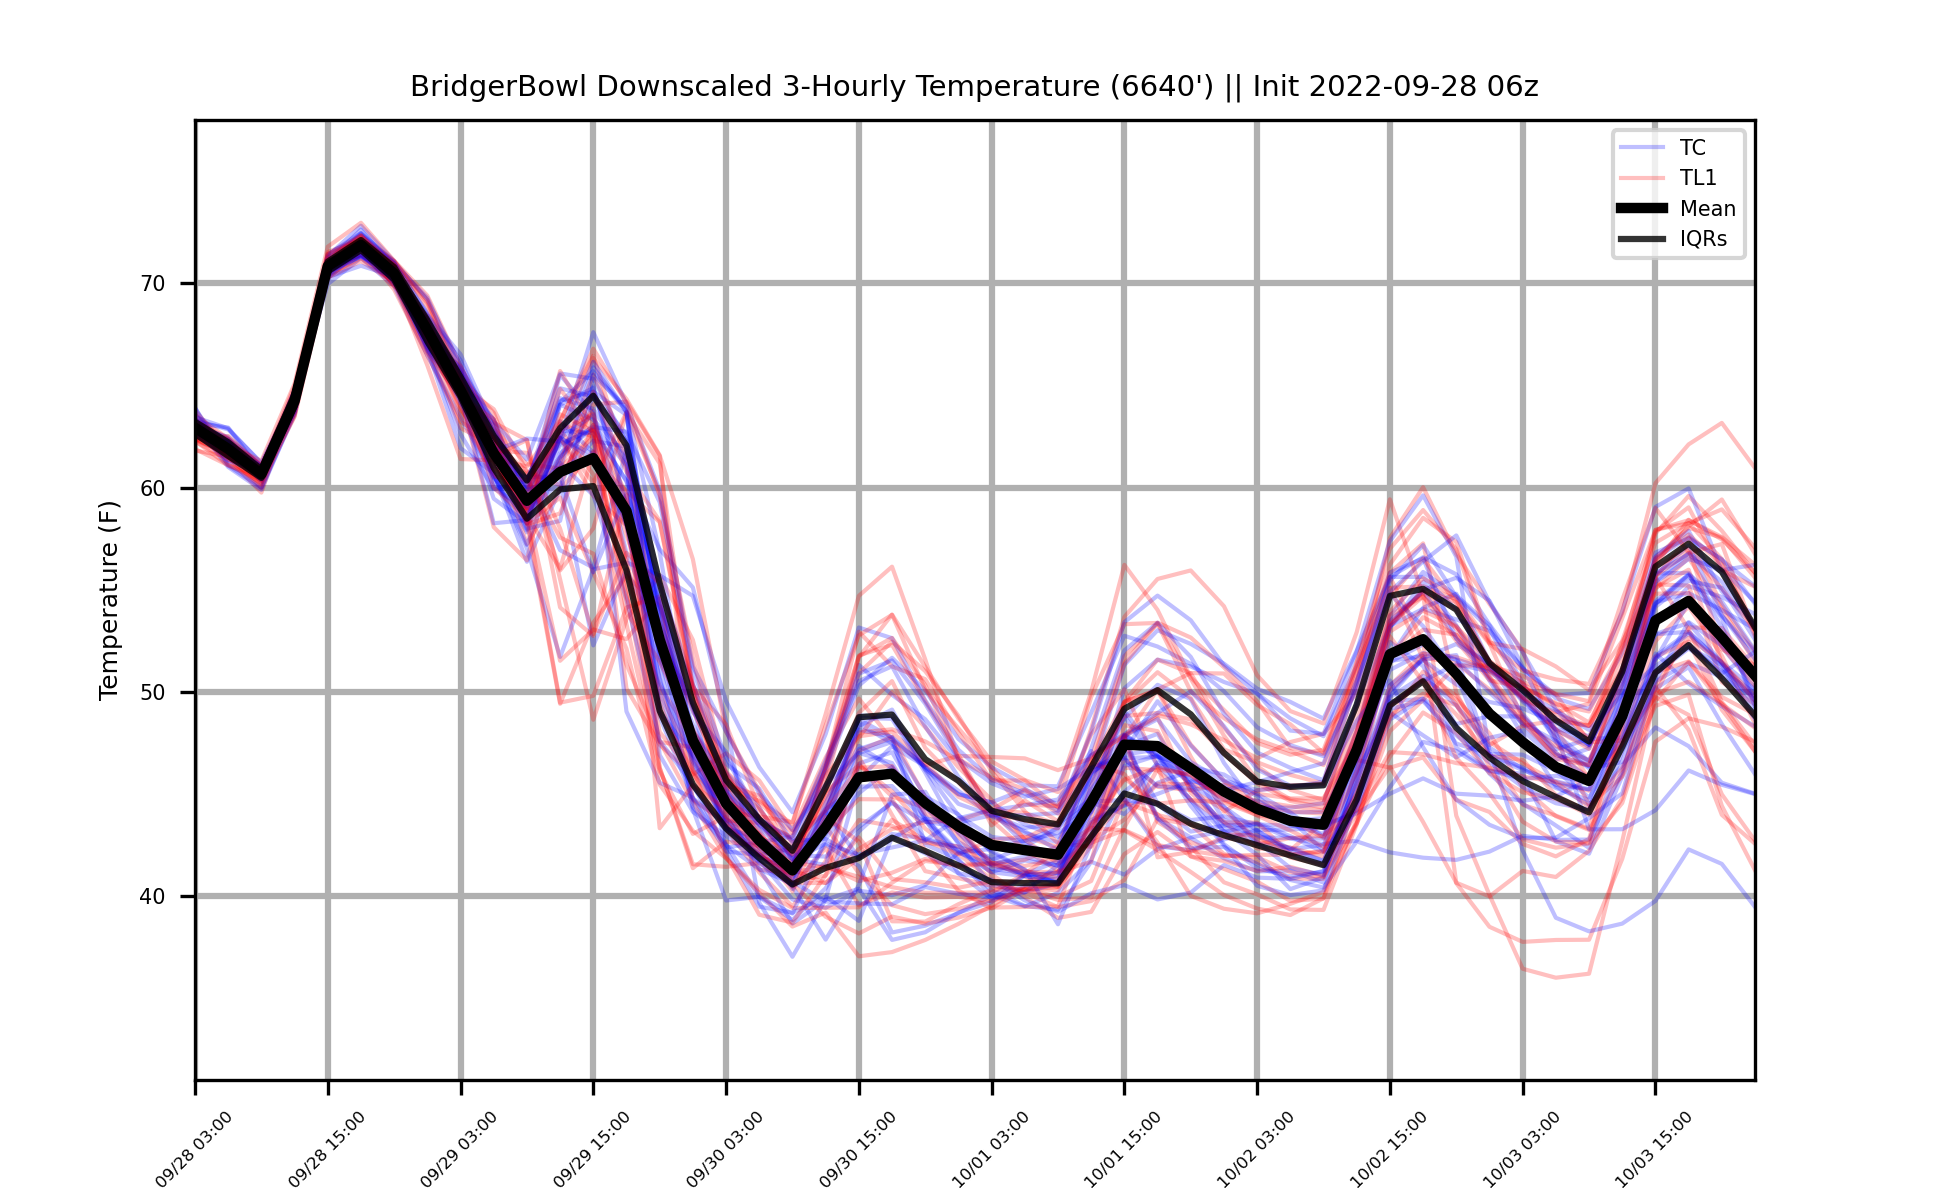 BridgerBowl Downscaled 3-Hourly Temperature (6640') || Init 2022-09-28 06z
TC
TL1
Mean
IQRs
Temperature (F)
70
60
50
40
09/28 03:00
09/28 15:00
09/29 03:00
09/29 15:00
09/30 03:00
09/30 15:00
10/01 03:00
10/01 15:00
10/02 03:00
10/02 15:00
10/03 03:00
10/03 15:00